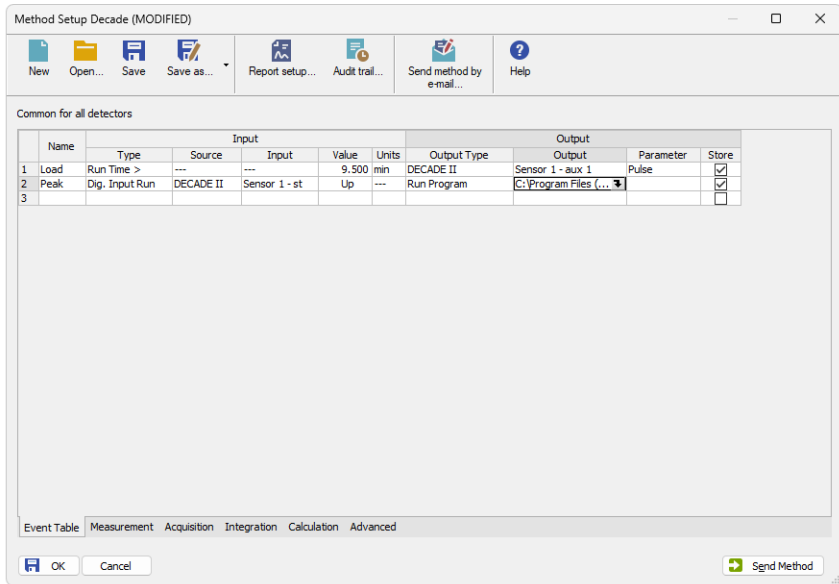 Method Setup Decade (MODIFIED)
New Open... Save Save as... Report setup... Audit trail... Send method by e-mail... Help
Common for all detectors
Name Input Output
Type Source Input Value Units Output Type Output Parameter Store
1 Load Run Time > --- --- 9.500 min DECADE II Sensor 1 - aux 1 Pulse
2 Peak Dig. Input Run DECADE II Sensor 1 - st Up --- Run Program C:\Program Files (...
3
Event Table Measurement Acquisition Integration Calculation Advanced
OK Cancel Send Method